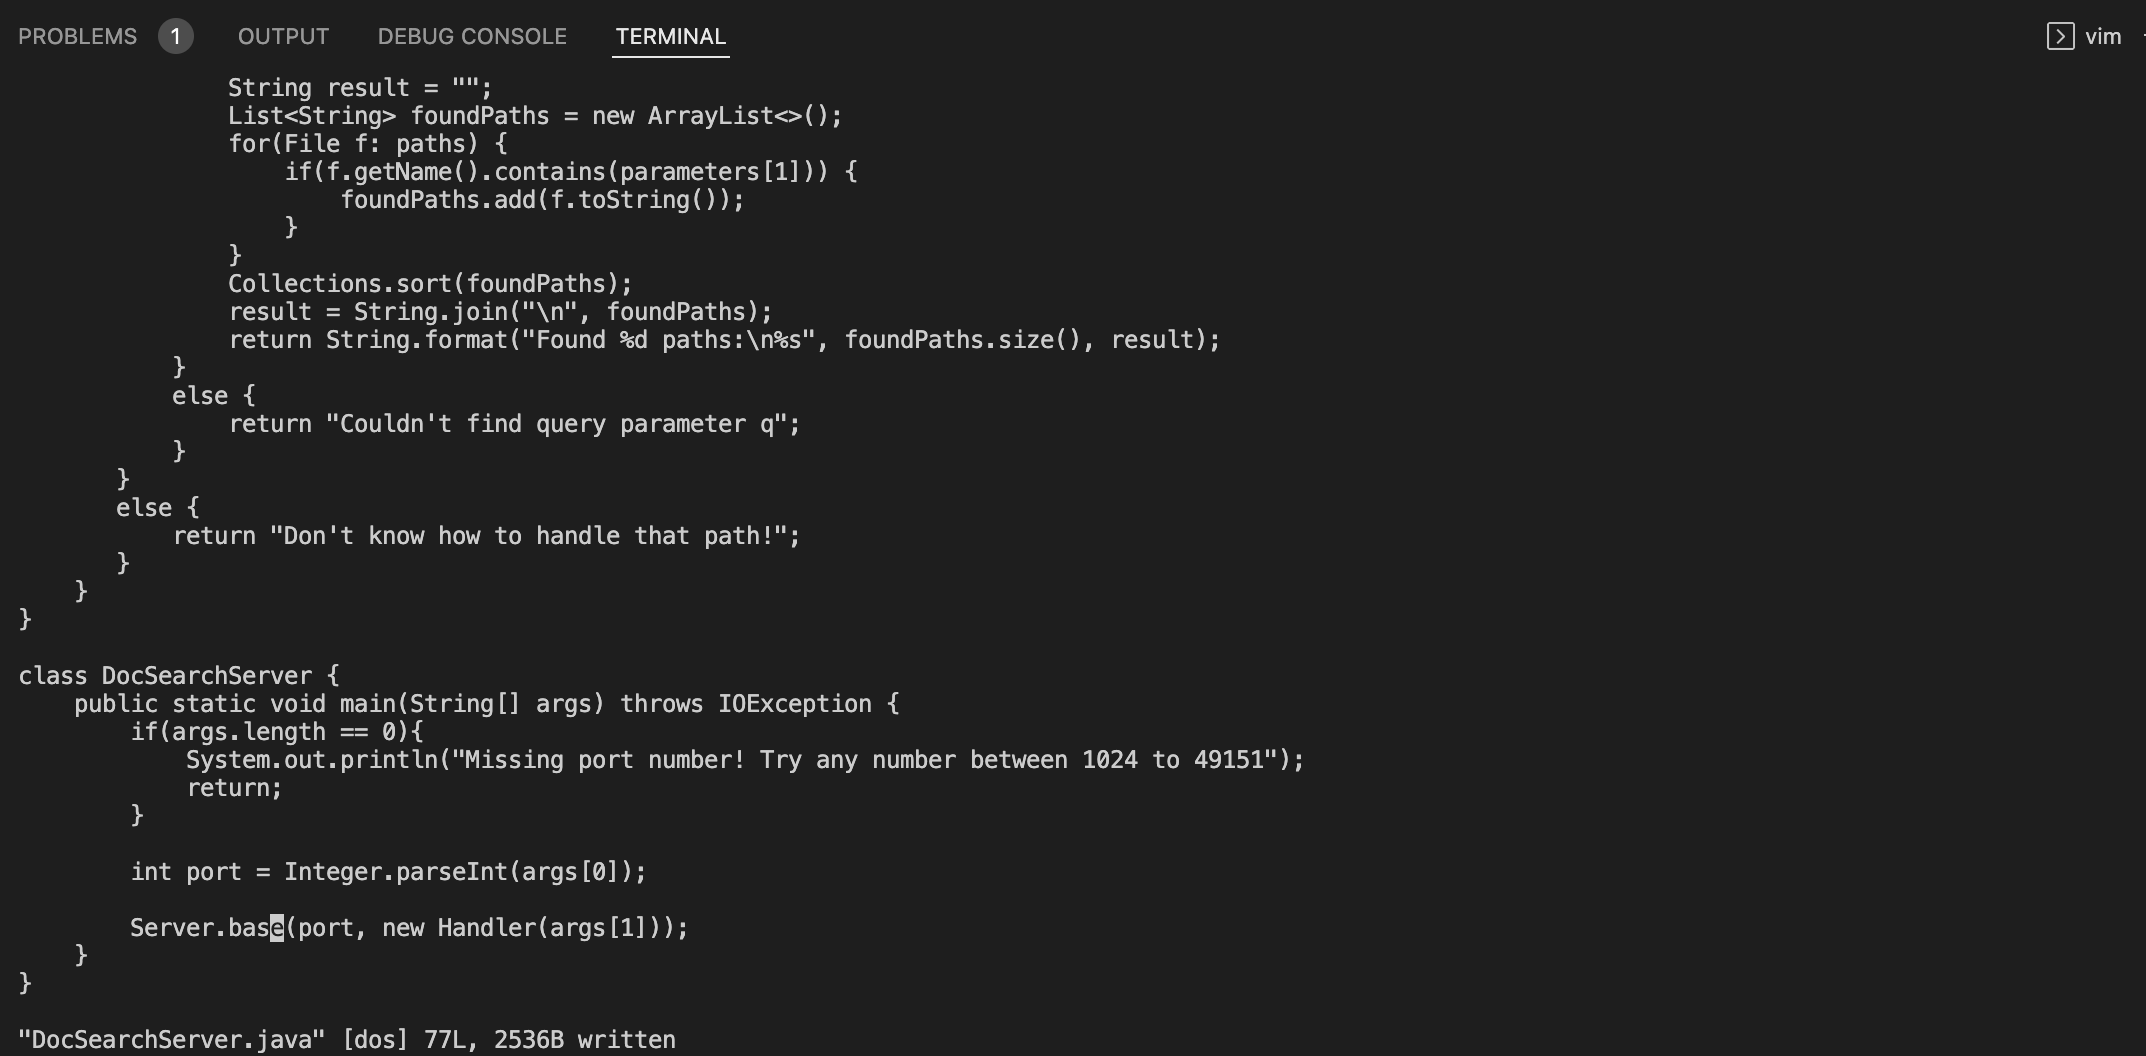 PROBLEMS 1 OUTPUT DEBUG CONSOLE TERMINAL vim
String result = "";
List<String> foundPaths = new ArrayList<>();
for(File f: paths) {
if(f.getName().contains(parameters[1])) {
foundPaths.add(f.toString());
}
}
Collections.sort(foundPaths);
result = String.join("\n", foundPaths);
return String.format("Found %d paths:\n%s", foundPaths.size(), result);
}
else {
return "Couldn't find query parameter q";
}
}
else {
return "Don't know how to handle that path!";
}
}
}
class DocSearchServer {
public static void main(String[] args) throws IOException {
if(args.length == 0){
System.out.println("Missing port number! Try any number between 1024 to 49151");
return;
}
int port = Integer.parseInt(args[0]);
Server.base(port, new Handler(args[1]));
}
}
"DocSearchServer.java" [dos] 77L, 2536B written